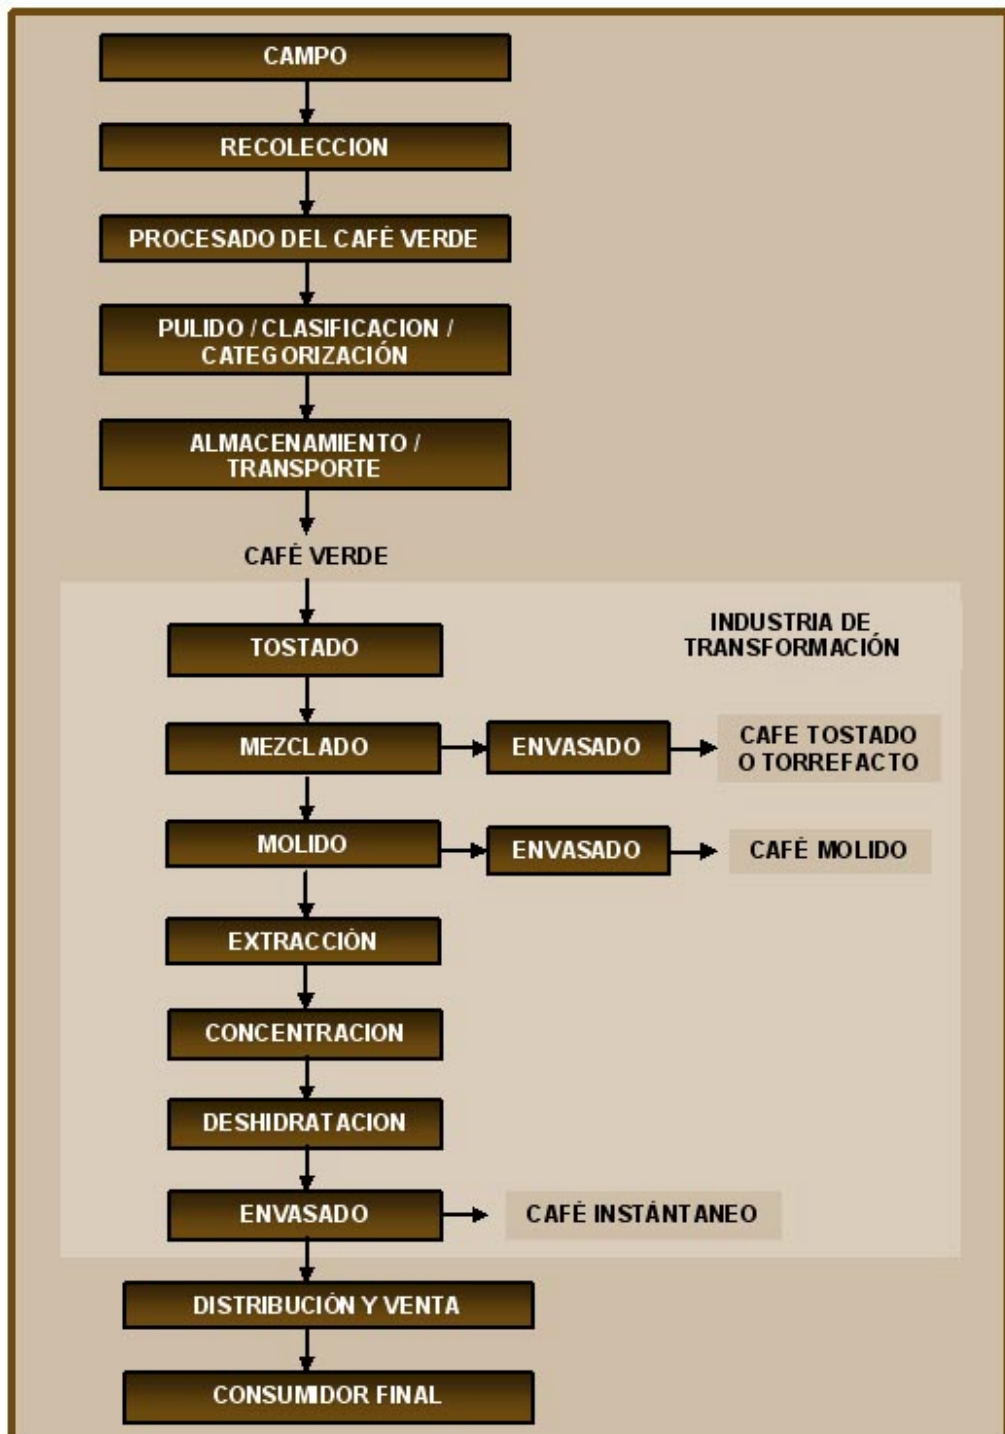 CAMPO
RECOLECCION
PROCESADO DEL CAFÉ VERDE
PULIDO / CLASIFICACION /
CATEGORIZACIÓN
ALMACENAMIENTO /
TRANSPORTE
CAFÉ VERDE
INDUSTRIA DE
TRANSFORMACIÓN
TOSTADO
MEZCLADO
ENVASADO
CAFE TOSTADO
O TORREFACTO
MOLIDO
ENVASADO
CAFÉ MOLIDO
EXTRACCIÓN
CONCENTRACION
DESHIDRATACION
ENVASADO
CAFÉ INSTÁNTANEO
DISTRIBUCIÓN Y VENTA
CONSUMIDOR FINAL